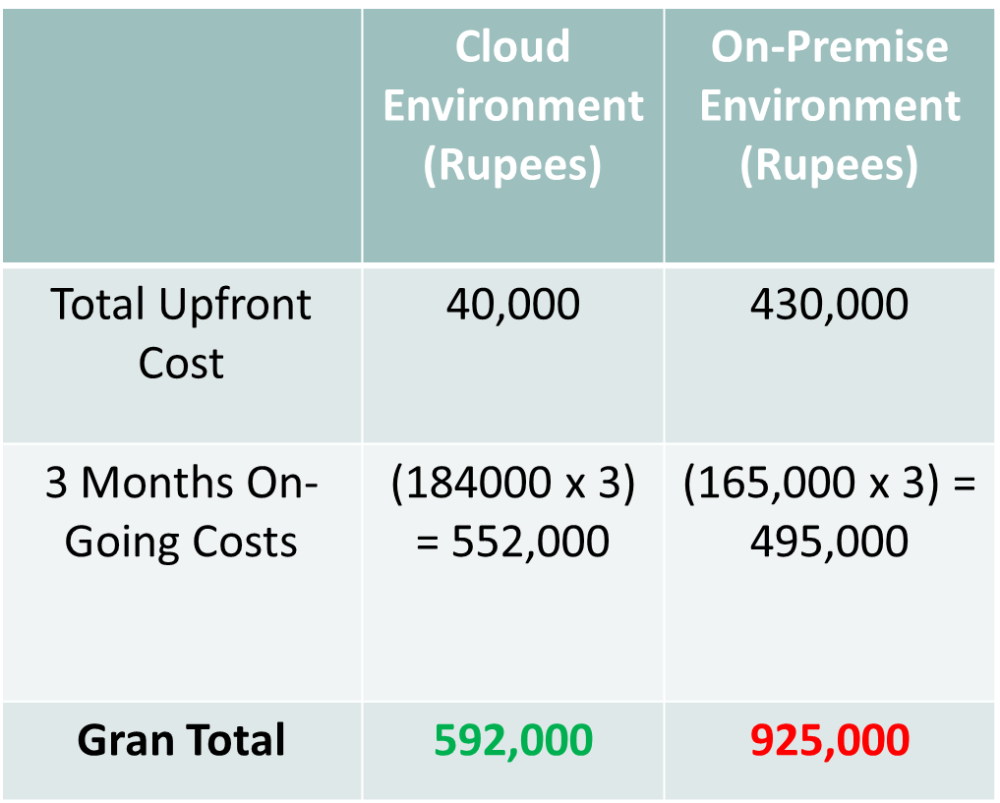 Cloud
Environment
(Rupees)
On-Premise
Environment
(Rupees)
Total Upfront
Cost
40,000
430,000
3 Months On-
Going Costs
(184000 x 3)
= 552,000
(165,000 x 3) =
495,000
Gran Total
592,000
925,000